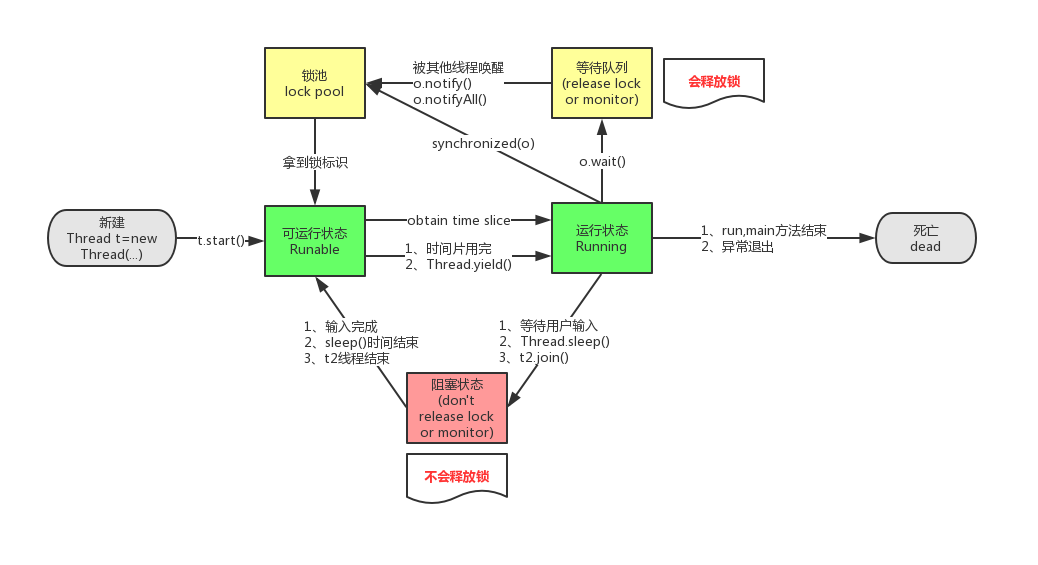 锁池
lock pool
被其他线程唤醒
o.notify()
o.notifyAll()
等待队列
(release lock
or monitor)
会释放锁
synchronized(o)
o.wait()
拿到锁标识
新建
Thread t=new
Thread(...)
t.start()
可运行状态
Runable
obtain time slice
1、时间片用完
2、Thread.yield()
运行状态
Running
1、run,main方法结束
2、异常退出
死亡
dead
1、输入完成
2、sleep()时间结束
3、t2线程结束
1、等待用户输入
2、Thread.sleep()
3、t2.join()
阻塞状态
(don't
release lock
or monitor)
不会释放锁